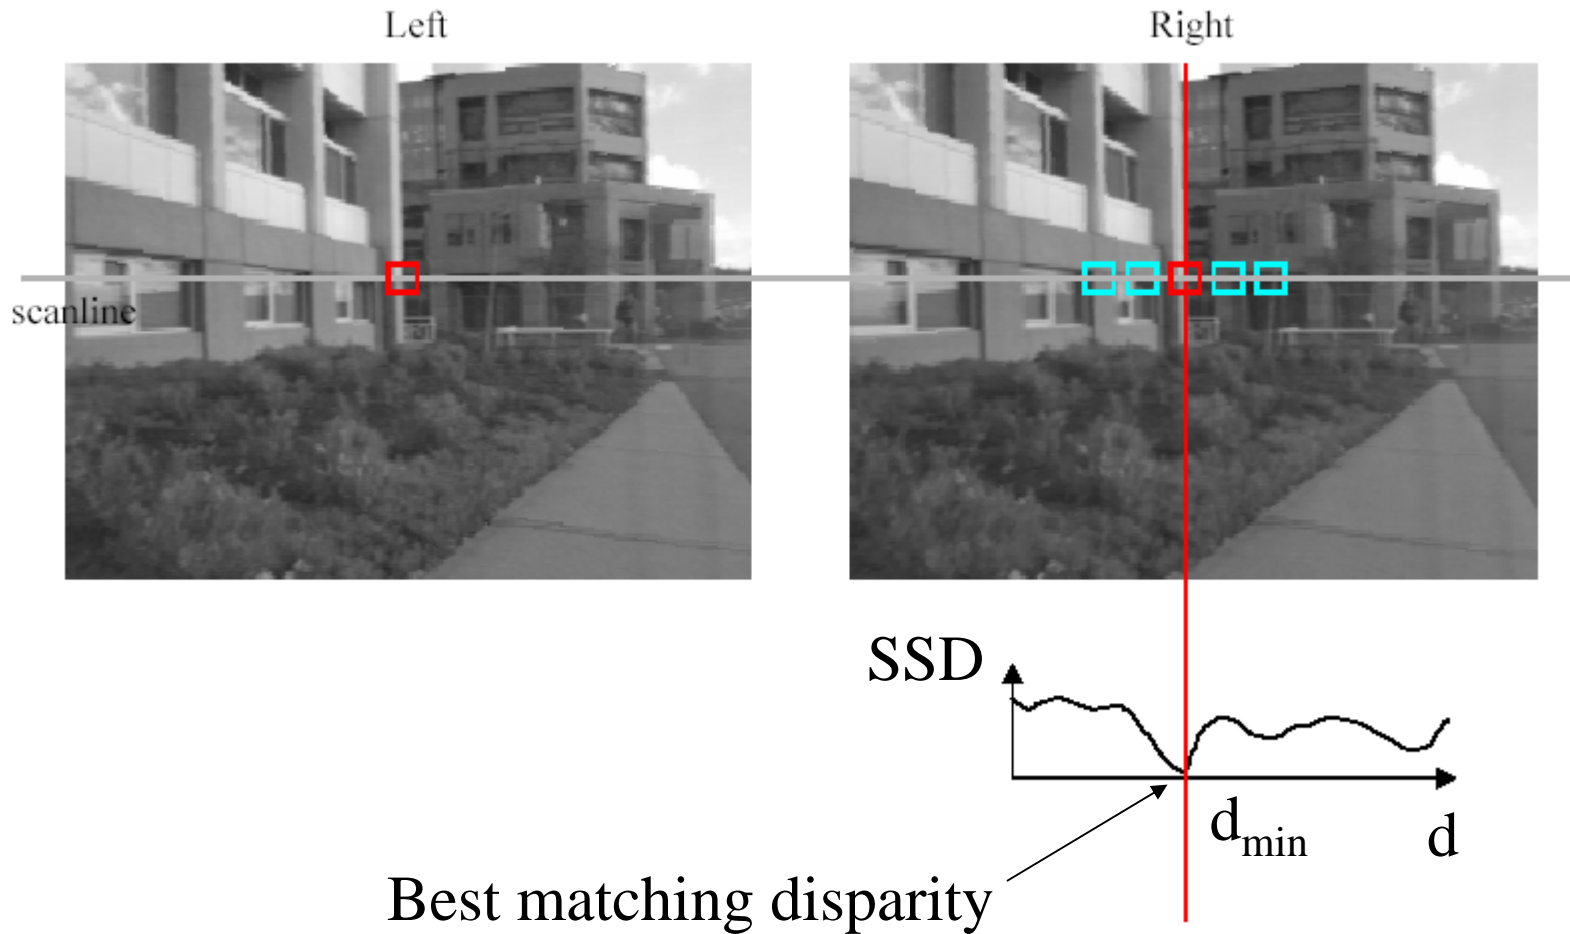 Left
Right
scanline
SSD
d_min
d
Best matching disparity